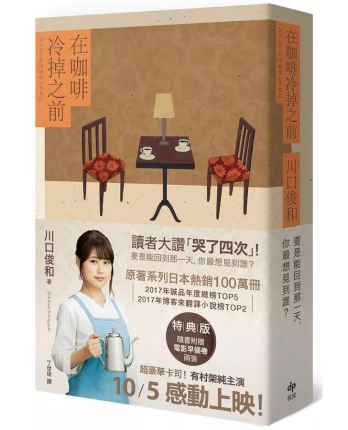 在咖啡
冷掉之前
川口俊和 著
丁世佳 譯
讀者大讚「哭了四次」!
要是能回到那一天,你最想見到誰?
原著系列日本熱銷100萬冊
2017年誠品年度總榜TOP5
2017年博客來翻譯小說榜TOP2
特典版
隨書附贈
電影早優卷
兩張
超豪華卡司! 有村架純主演
10/5 感動上映!
在咖啡冷掉之前
川口俊和
要是能回到那一天,
你最想見到誰?
dp
悅知